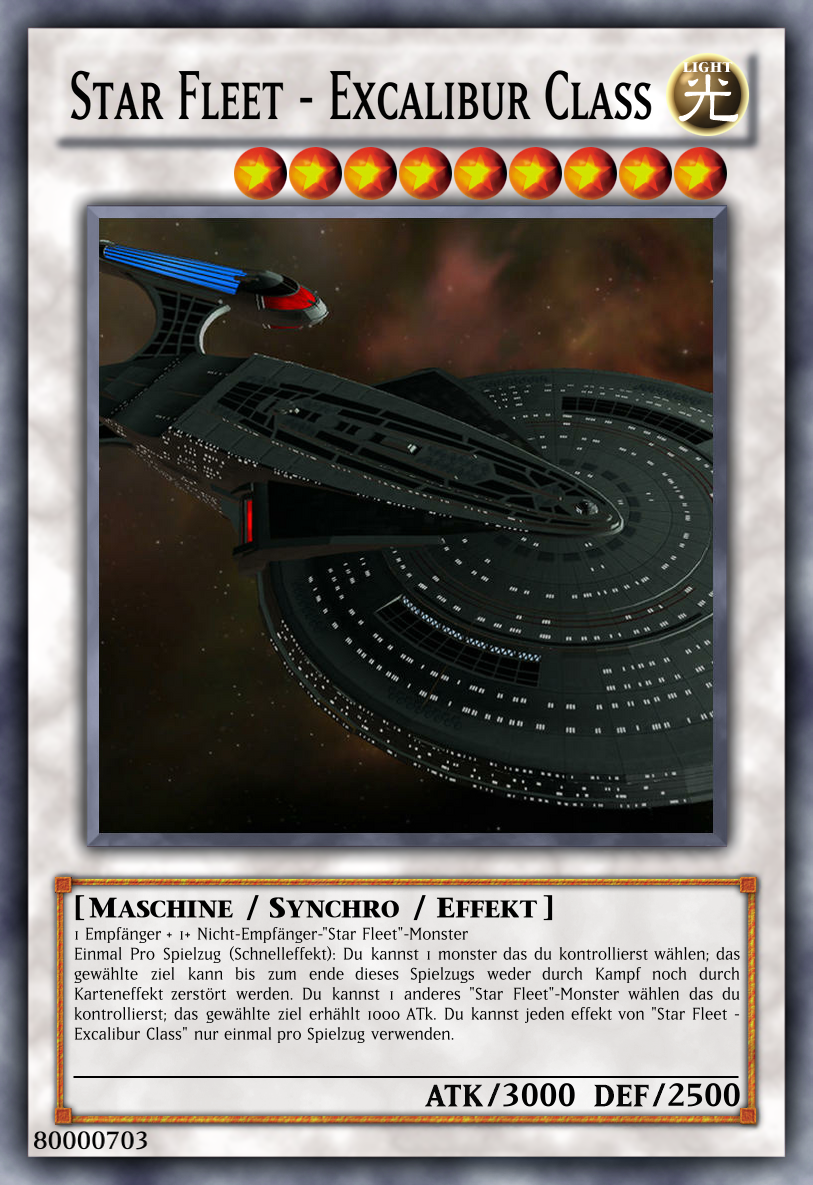 Star Fleet - Excalibur Class
LIGHT
光
[Maschine / Synchro / Effekt]
1 Empfänger + 1+ Nicht-Empfänger-"Star Fleet"-Monster
Einmal Pro Spielzug (Schnelleffekt): Du kannst 1 monster das du kontrollierst wählen; das
gewählte ziel kann bis zum ende dieses Spielzugs weder durch Kampf noch durch
Karteneffekt zerstört werden. Du kannst 1 anderes "Star Fleet"-Monster wählen das du
kontrollierst; das gewählte ziel erhählt 1000 ATk. Du kannst jeden effekt von "Star Fleet -
Excalibur Class" nur einmal pro Spielzug verwenden.
ATK/3000 DEF/2500
80000703